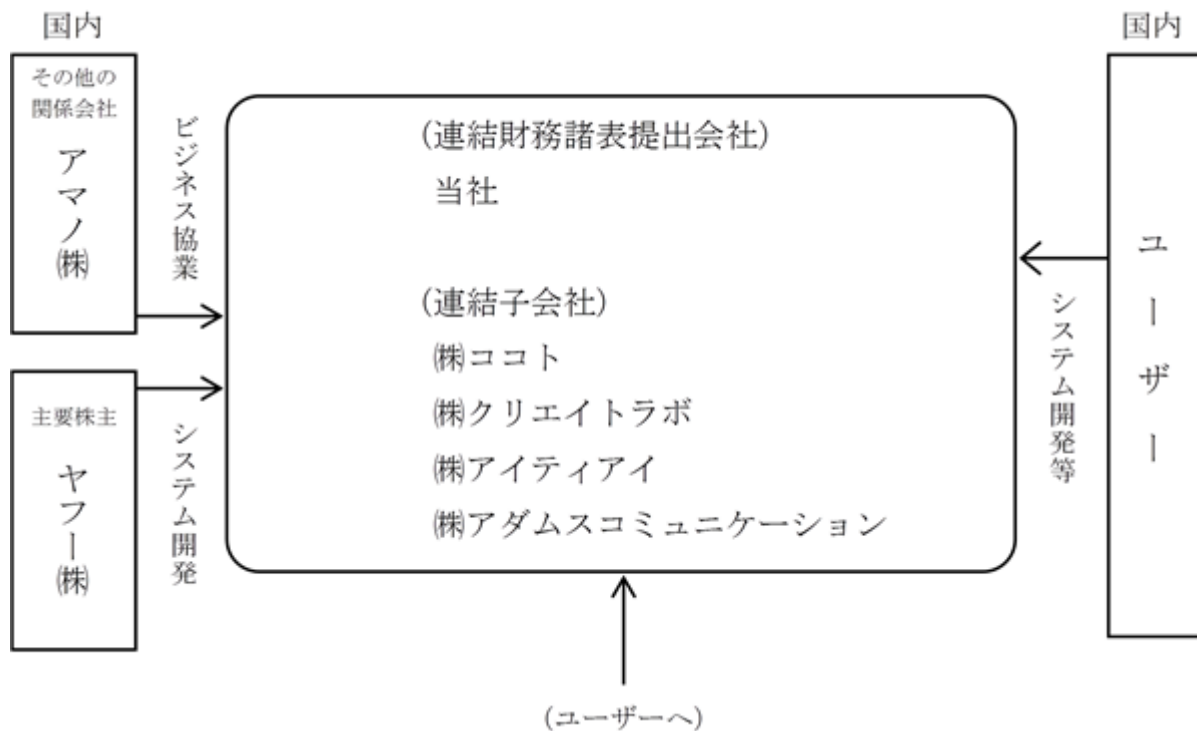 国内
その他の
関係会社
アマノ㈱
ビジネス協業
主要株主
ヤフー㈱
システム開発
(連結財務諸表提出会社)
当社
(連結子会社)
㈱ココト
㈱クリエイトラボ
㈱アイティアイ
㈱アダムスコミュニケーション
国内
ユーザー
システム開発等
(ユーザーへ)